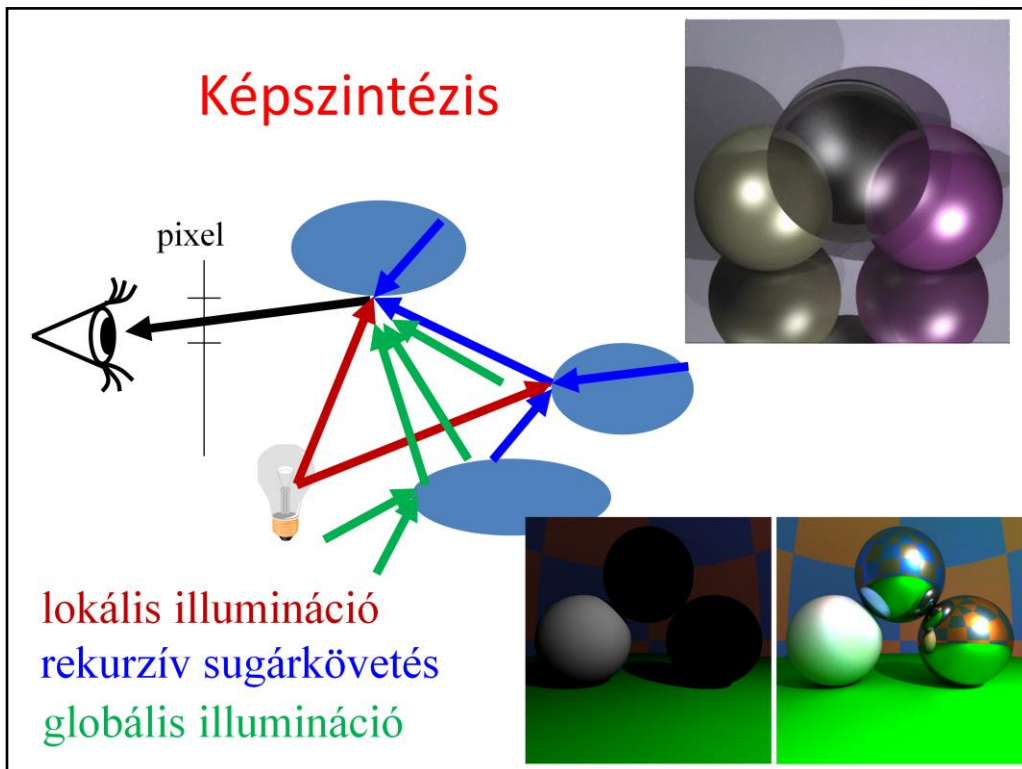 Képszintézis
pixel
lokális illumináció
rekurzív sugárkövetés
globális illumináció